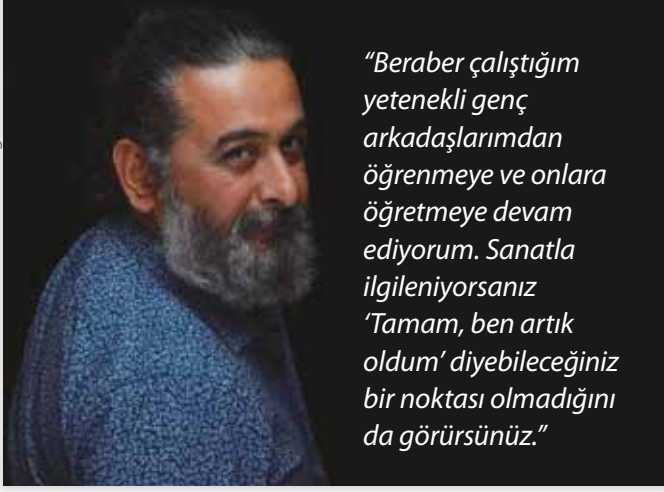 “Beraber çalıştığım
yetenekli genç
arkadaşlarımdan
öğrenmeye ve onlara
öğretmeye devam
ediyorum. Sanatla
ilgileniyorsanız
‘Tamam, ben artık
oldum’ diyebileceğiniz
bir noktası olmadığını
da görürsünüz.”